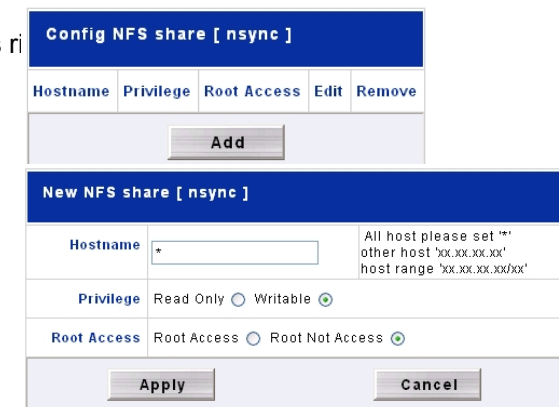 s ri
Config NFS share [ nsync ]
Hostname Privilege Root Access Edit Remove
Add
New NFS share [ nsync ]
Hostname * All host please set '*'
other host 'xx.xx.xx.xx'
host range 'xx.xx.xx.xx/xx'
Privilege Read Only Writable
Root Access Root Access Root Not Access
Apply Cancel